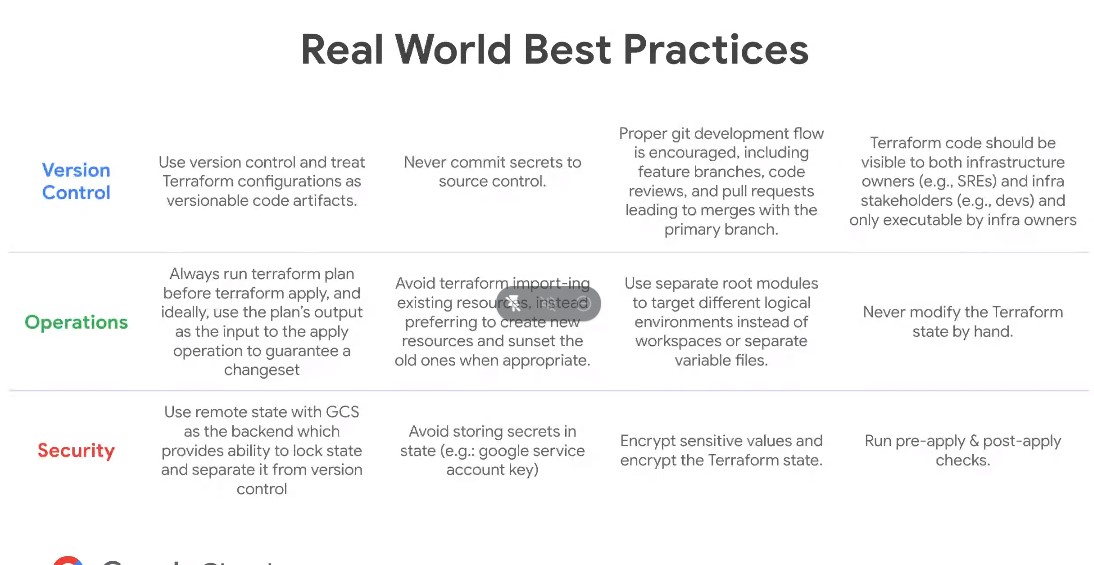 Real World Best Practices
Version
Control
Use version control and treat
Terraform configurations as
versionable code artifacts.
Never commit secrets to
source control.
Proper git development flow
is encouraged, including
feature branches, code
reviews, and pull requests
leading to merges with the
primary branch.
Terraform code should be
visible to both infrastructure
owners (e.g., SREs) and infra
stakeholders (e.g., devs) and
only executable by infra owners
Operations
Always run terraform plan
before terraform apply, and
ideally, use the plan's output
as the input to the apply
operation to guarantee a
changeset
Avoid terraform import-ing
existing resources, instead
preferring to create new
resources and sunset the
old ones when appropriate.
Use separate root modules
to target different logical
environments instead of
workspaces or separate
variable files.
Never modify the Terraform
state by hand.
Security
Use remote state with GCS
as the backend which
provides ability to lock state
and separate it from version
control
Avoid storing secrets in
state (e.g.: google service
account key)
Encrypt sensitive values and
encrypt the Terraform state.
Run pre-apply & post-apply
checks.